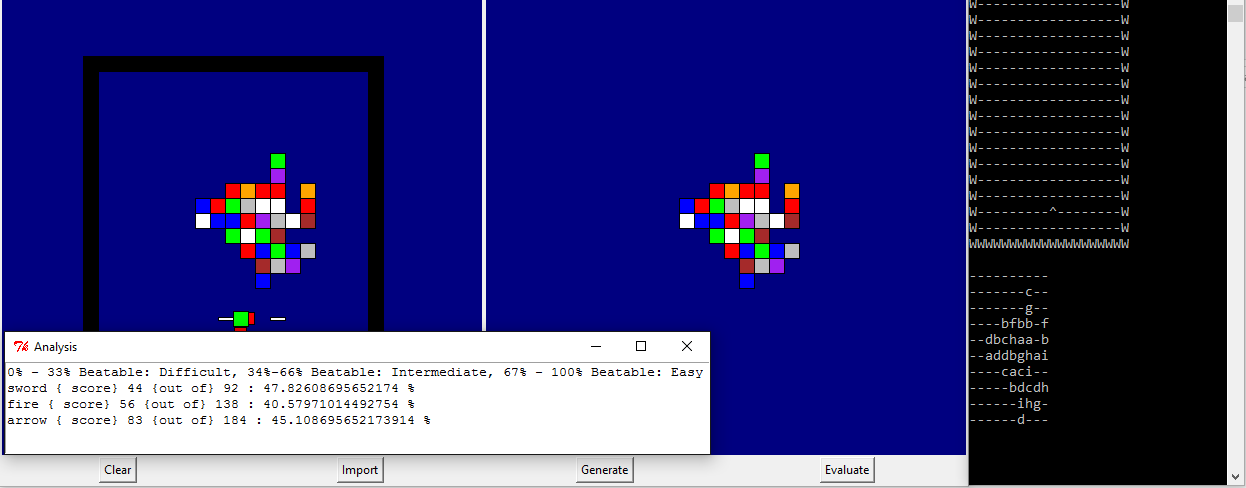 W------------------W
W------------------W
W------------------W
W------------------W
W------------------W
W------------------W
W------------------W
W------------------W
W------------------W
W------------------W
W------------------W
W------------------W
W------------------W
W---------^--------W
W------------------W
WWWWWWWWWWWWWWWWWWWW
----------
-------c--
-------g--
----bfbb-f
--dbchaa-b
--addbghai
----caci--
-----bdcdh
------ihg-
------d---
Analysis
0% - 33% Beatable: Difficult, 34%-66% Beatable: Intermediate, 67% - 100% Beatable: Easy
sword { score} 44 {out of} 92 : 47.82608695652174 %
fire { score} 56 {out of} 138 : 40.57971014492754 %
arrow { score} 83 {out of} 184 : 45.108695652173914 %
Clear
Import
Generate
Evaluate